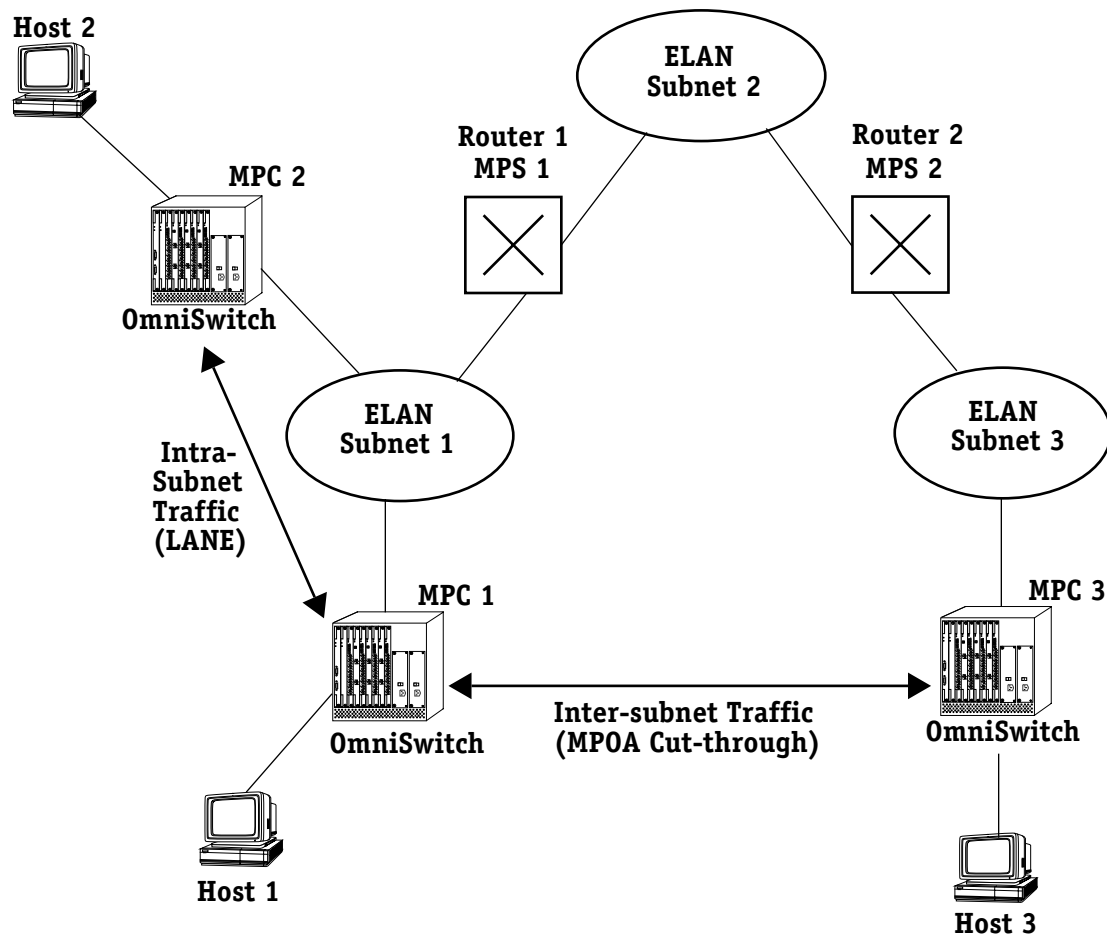 Host 2
ELAN
Subnet 2
Router 1
MPS 1
Router 2
MPS 2
MPC 2
OmniSwitch
ELAN
Subnet 1
ELAN
Subnet 3
Intra-
Subnet
Traffic
(LANE)
MPC 1
MPC 3
Inter-subnet Traffic
(MPOA Cut-through)
OmniSwitch
OmniSwitch
Host 1
Host 3